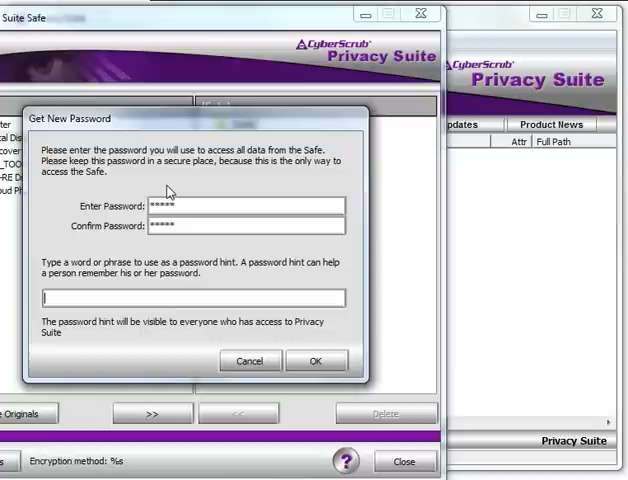 Suite Safe
CyberScrub
Privacy Suite
CyberScrub
Privacy Suite
pdates
Product News
Attr
Full Path
Get New Password
Please enter the password you will use to access all data from the Safe.
Please keep this password in a secure place, because this is the only way to
access the Safe.
Enter Password: *****
Confirm Password: *****
Type a word or phrase to use as a password hint. A password hint can help
a person remember his or her password.
The password hint will be visible to everyone who has access to Privacy
Suite
Cancel
OK
Originals
>>
<<
Delete
Privacy Suite
Encryption method: %s
?
Close